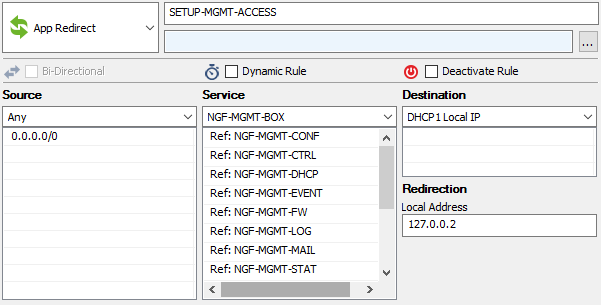 App Redirect
SETUP-MGMT-ACCESS
...
Bi-Directional
Dynamic Rule
Deactivate Rule
Source
Any
0.0.0.0/0
Service
NGF-MGMT-BOX
Ref: NGF-MGMT-CONF
Ref: NGF-MGMT-CTRL
Ref: NGF-MGMT-DHCP
Ref: NGF-MGMT-EVENT
Ref: NGF-MGMT-FW
Ref: NGF-MGMT-LOG
Ref: NGF-MGMT-MAIL
Ref: NGF-MGMT-STAT
Destination
DHCP1 Local IP
Redirection
Local Address
127.0.0.2